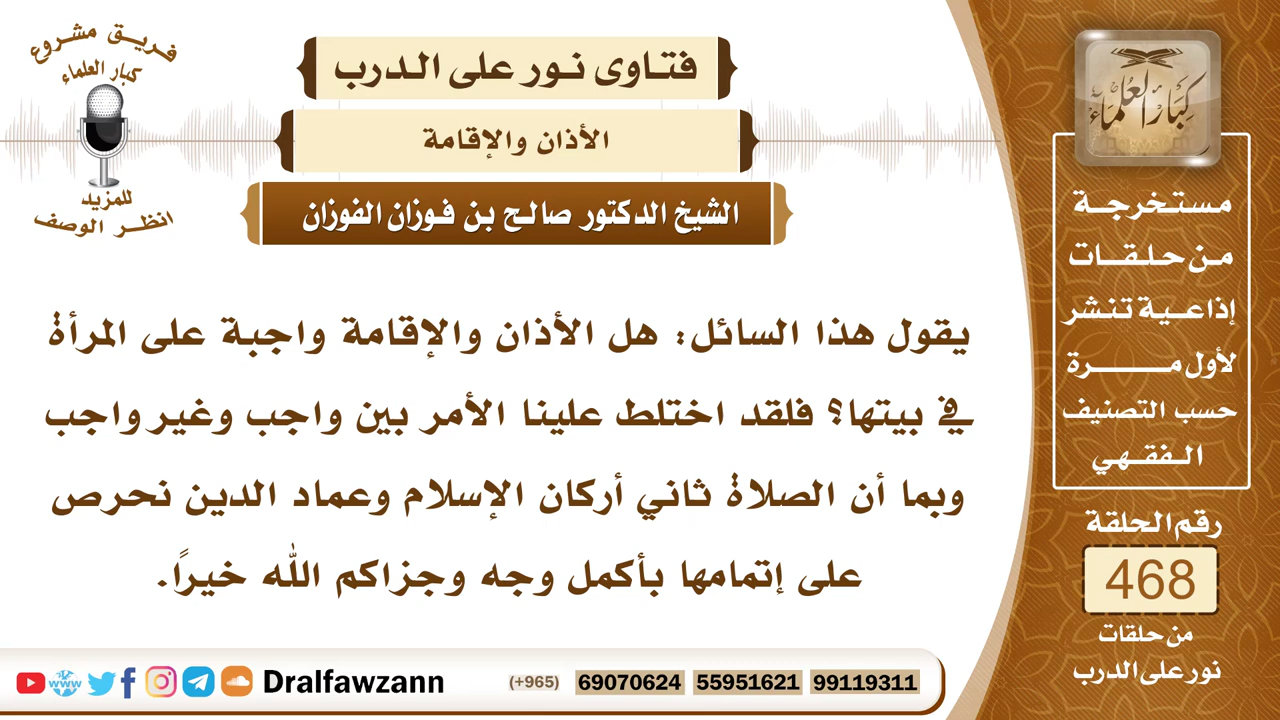 فريق مشروع
كبار العلماء
للمزيد
انظر الوصف
فتاوى نور على الدرب
الأذان والإقامة
الشيخ الدكتور صالح بن فوزان الفوزان
يقول هذا السائل: هل الأذان والإقامة واجبة على المرأة
في بيتها؟ فلقد اختلط علينا الأمر بين واجب وغير واجب
وبما أن الصلاة ثاني أركان الإسلام وعماد الدين نحرص
على إتمامها بأكمل وجه وجزاكم الله خيراً.
كبار العلماء
مستخرجة
من حلقات
إذاعية تنشر
لأول مرة
حسب التصنيف
الفقهي
رقم الحلقة
468
من حلقات
نور على الدرب
www
Dralfawzann
(+965) 69070624 55951621 99119311